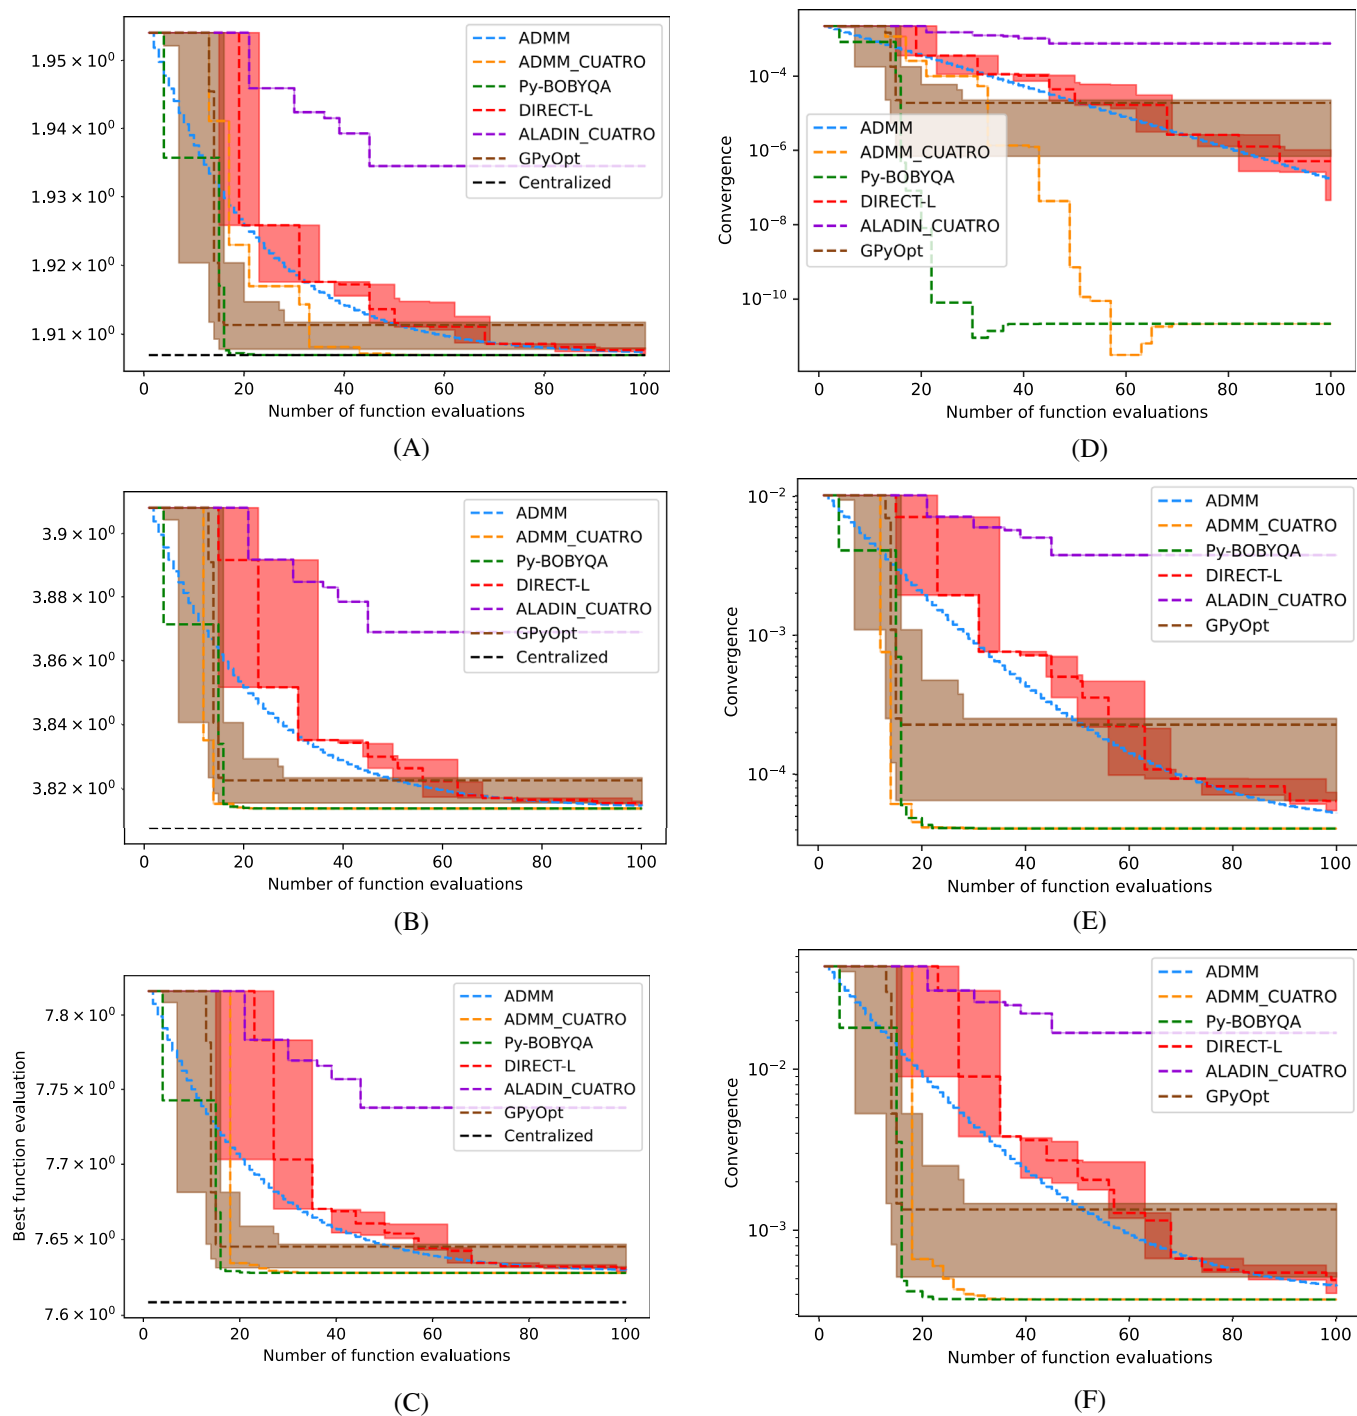 1.95 × 10⁰
1.94 × 10⁰
1.93 × 10⁰
1.92 × 10⁰
1.91 × 10⁰
0 20 40 60 80 100
Number of function evaluations
ADMM
ADMM_CUATRO
Py-BOBYQA
DIRECT-L
ALADIN_CUATRO
GPyOpt
Centralized
(A)
Convergence
10⁻⁴
10⁻⁶
10⁻⁸
10⁻¹⁰
0 20 40 60 80 100
Number of function evaluations
ADMM
ADMM_CUATRO
Py-BOBYQA
DIRECT-L
ALADIN_CUATRO
GPyOpt
(D)
3.9 × 10⁰
3.88 × 10⁰
3.86 × 10⁰
3.84 × 10⁰
3.82 × 10⁰
0 20 40 60 80 100
Number of function evaluations
ADMM
ADMM_CUATRO
Py-BOBYQA
DIRECT-L
ALADIN_CUATRO
GPyOpt
Centralized
(B)
Convergence
10⁻²
10⁻³
10⁻⁴
0 20 40 60 80 100
Number of function evaluations
ADMM
ADMM_CUATRO
Py-BOBYQA
DIRECT-L
ALADIN_CUATRO
GPyOpt
(E)
Best function evaluation
7.8 × 10⁰
7.75 × 10⁰
7.7 × 10⁰
7.65 × 10⁰
7.6 × 10⁰
0 20 40 60 80 100
Number of function evaluations
ADMM
ADMM_CUATRO
Py-BOBYQA
DIRECT-L
ALADIN_CUATRO
GPyOpt
Centralized
(C)
Convergence
10⁻²
10⁻³
0 20 40 60 80 100
Number of function evaluations
ADMM
ADMM_CUATRO
Py-BOBYQA
DIRECT-L
ALADIN_CUATRO
GPyOpt
(F)